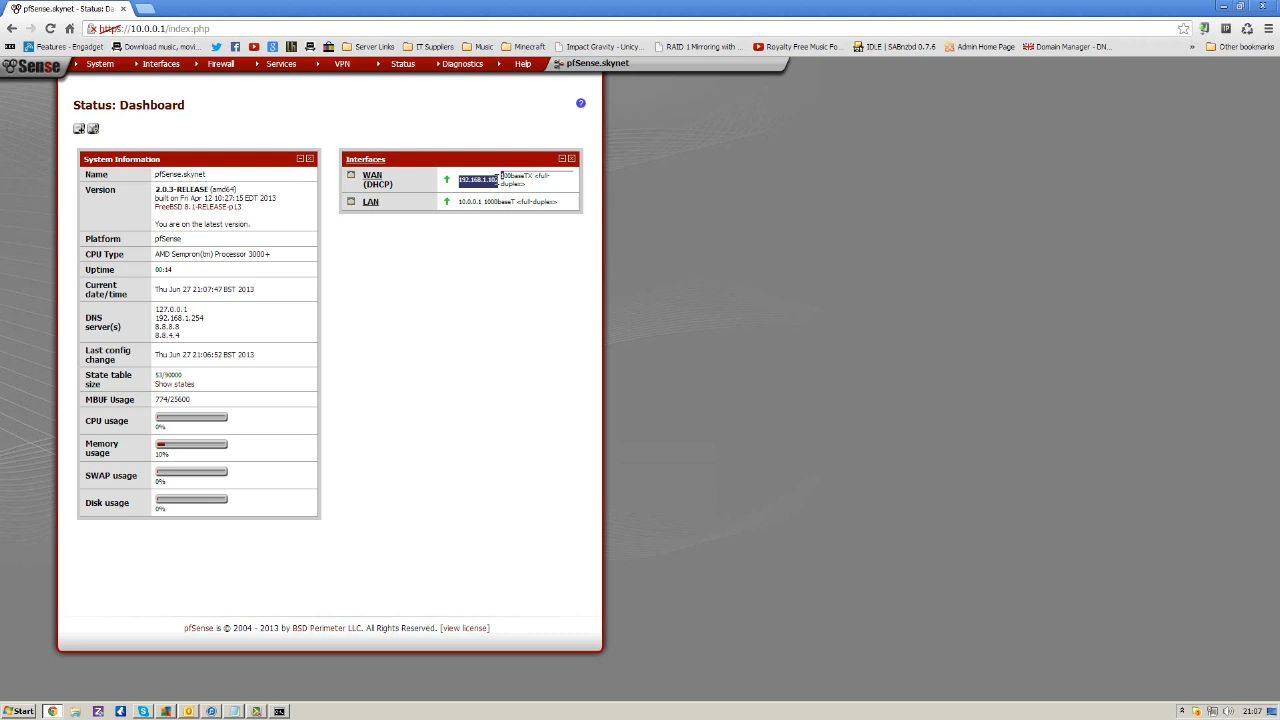 pfSense.skynet - Status: Da
https://10.0.0.1/index.php
Features - Engadget
Download music, movi...
Server Links
IT Suppliers
Music
Minecraft
Impact Gravity - Unicy...
RAID 1 Mirroring with
Royalty Free Music Fo...
IDLE | SABnzbd 0.7.6
Admin Home Page
Domain Manager - DN...
»
Other bookmarks
Sense
System
Interfaces
Firewall
Services
VPN
Status
Diagnostics
Help
pfSense.skynet
Status: Dashboard
?
System Information
Name pfSense.skynet
Version 2.0.3-RELEASE (amd64)
built on Fri Apr 12 10:27:15 EDT 2013
FreeBSD 8.1-RELEASE-p13
You are on the latest version.
Platform pfSense
CPU Type AMD Sempron(tm) Processor 3000+
Uptime 00:14
Current
date/time
Thu Jun 27 21:07:47 BST 2013
DNS
server(s)
127.0.0.1
192.168.1.254
8.8.8.8
8.8.4.4
Last config
change
Thu Jun 27 21:06:52 BST 2013
State table
size
53/90000
Show states
MBUF Usage 774/25600
CPU usage
0%
Memory
usage
10%
SWAP usage
0%
Disk usage
0%
Interfaces
WAN
(DHCP)
<full-
duplex>
LAN 10.0.0.1 1000baseT <full-duplex>
pfSense is © 2004 - 2013 by BSD Perimeter LLC. All Rights Reserved. [view license]
Start
21:07